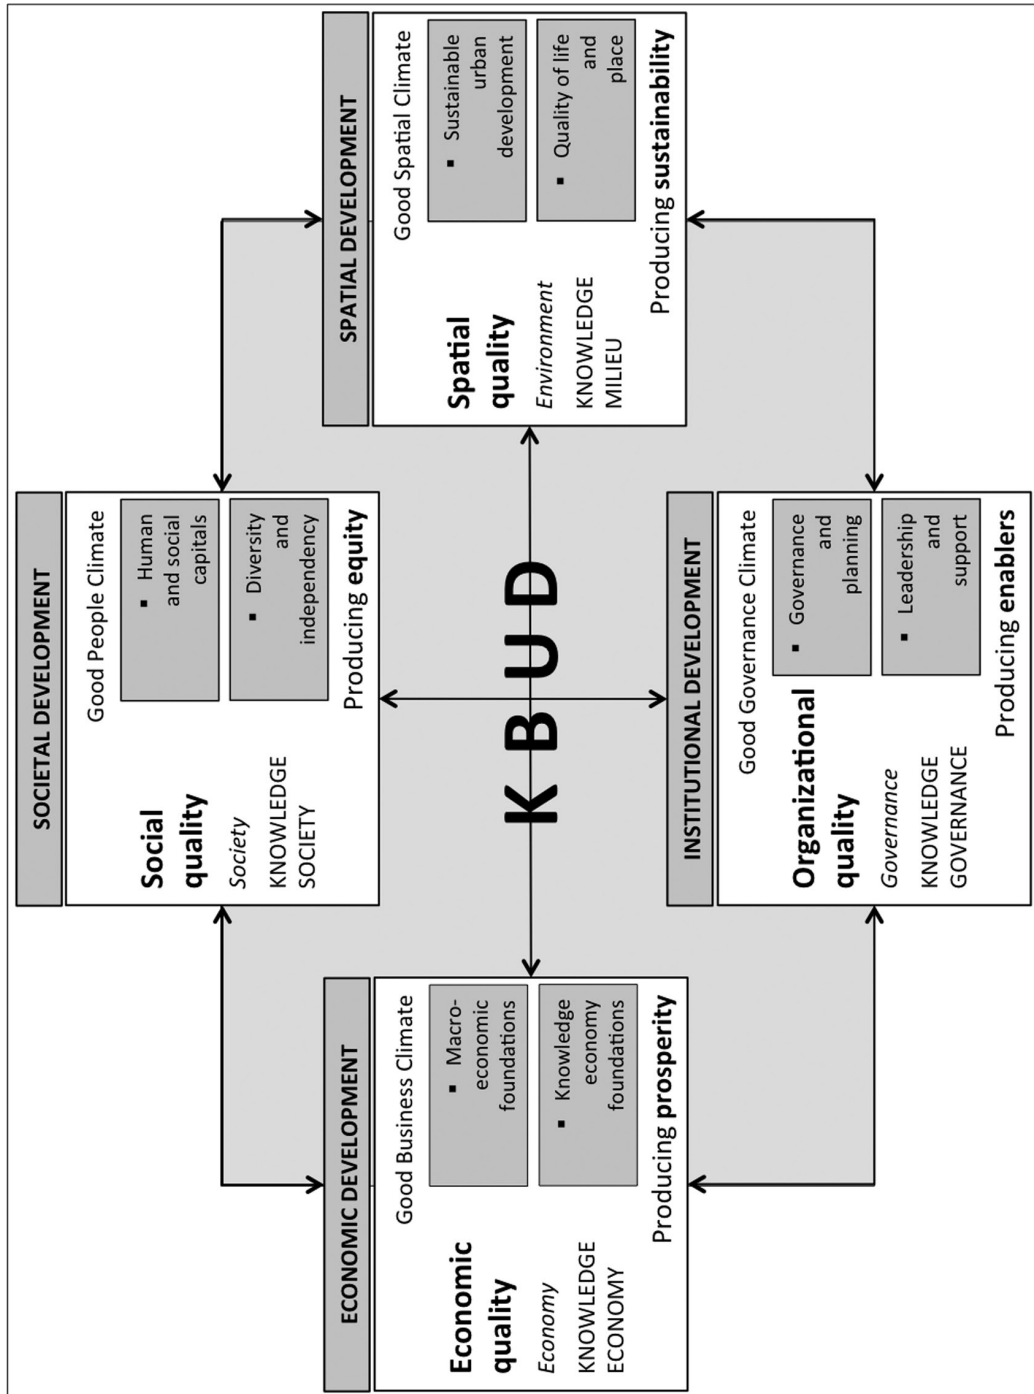 SOCIETAL DEVELOPMENT
Good People Climate
Social
quality
Society
KNOWLEDGE
SOCIETY
▪ Human
and social
capitals
▪ Diversity
and
independency
Producing equity
ECONOMIC DEVELOPMENT
Good Business Climate
Economic
quality
Economy
KNOWLEDGE
ECONOMY
▪ Macro-
economic
foundations
▪ Knowledge
economy
foundations
Producing prosperity
K B U D
SPATIAL DEVELOPMENT
Good Spatial Climate
Spatial
quality
Environment
KNOWLEDGE
MILIEU
▪ Sustainable
urban
development
▪ Quality of life
and
place
Producing sustainability
INSTITUTIONAL DEVELOPMENT
Good Governance Climate
Organizational
quality
Governance
KNOWLEDGE
GOVERNANCE
▪ Governance
and
planning
▪ Leadership
and
support
Producing enablers